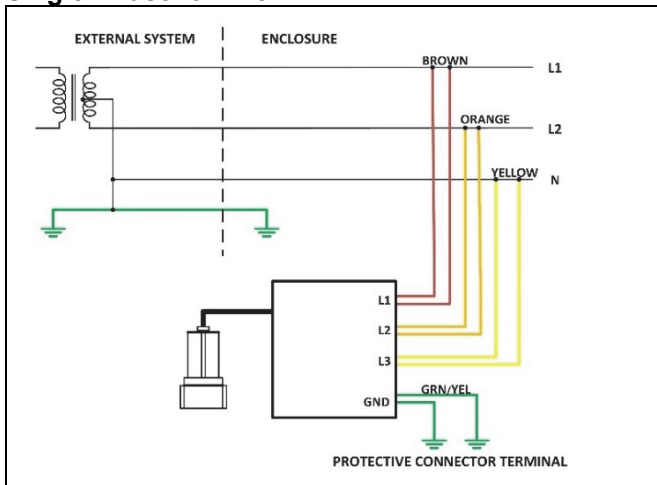 EXTERNAL SYSTEM
ENCLOSURE
BROWN
L1
ORANGE
L2
YELLOW
N
L1
L2
L3
GRN/YEL
GND
PROTECTIVE CONNECTOR TERMINAL